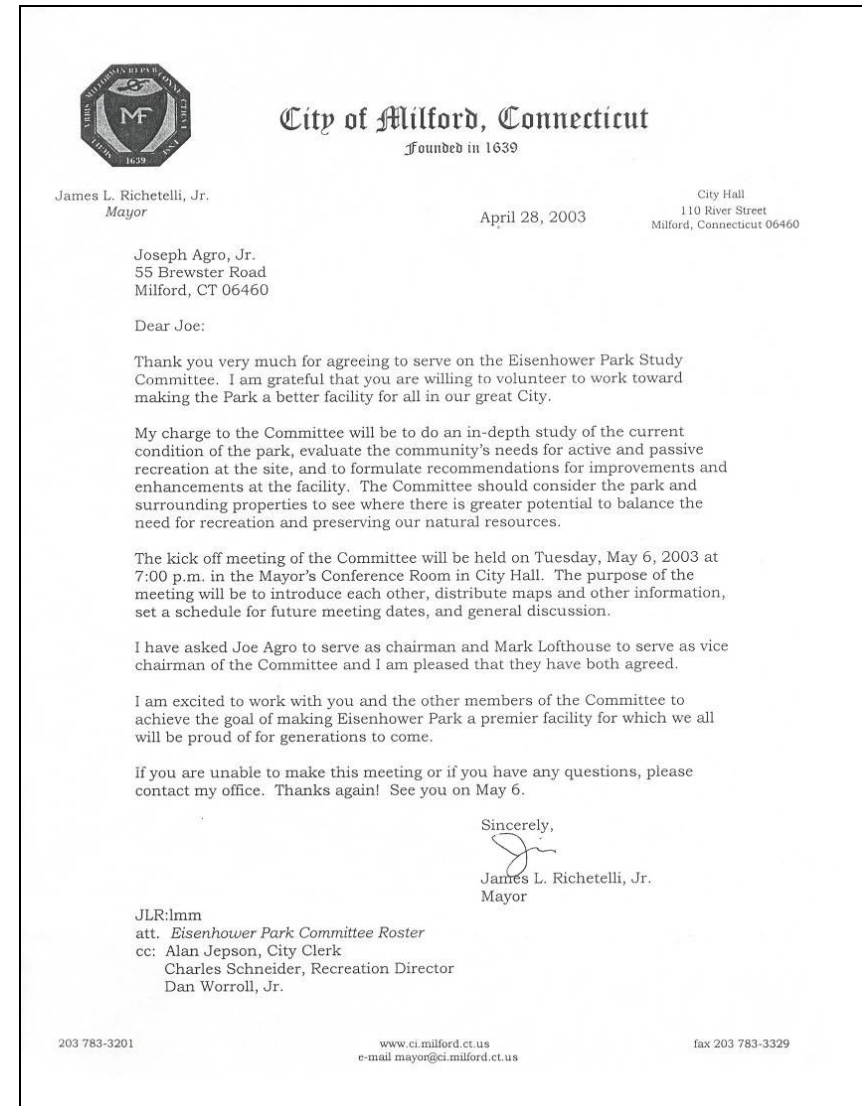 MF
1639
City of Milford, Connecticut
Founded in 1639
James L. Richetelli, Jr.
Mayor
April 28, 2003
City Hall
110 River Street
Milford, Connecticut 06460
Joseph Agro, Jr.
55 Brewster Road
Milford, CT 06460
Dear Joe:
Thank you very much for agreeing to serve on the Eisenhower Park Study
Committee.  I am grateful that you are willing to volunteer to work toward
making the Park a better facility for all in our great City.
My charge to the Committee will be to do an in-depth study of the current
condition of the park, evaluate the community's needs for active and passive
recreation at the site, and to formulate recommendations for improvements and
enhancements at the facility.  The Committee should consider the park and
surrounding properties to see where there is greater potential to balance the
need for recreation and preserving our natural resources.
The kick off meeting of the Committee will be held on Tuesday, May 6, 2003 at
7:00 p.m. in the Mayor's Conference Room in City Hall.  The purpose of the
meeting will be to introduce each other, distribute maps and other information,
set a schedule for future meeting dates, and general discussion.
I have asked Joe Agro to serve as chairman and Mark Lofthouse to serve as vice
chairman of the Committee and I am pleased that they have both agreed.
I am excited to work with you and the other members of the Committee to
achieve the goal of making Eisenhower Park a premier facility for which we all
will be proud of for generations to come.
If you are unable to make this meeting or if you have any questions, please
contact my office.  Thanks again!  See you on May 6.
Sincerely,
Jim
James L. Richetelli, Jr.
Mayor
JLR:lmm
att.  Eisenhower Park Committee Roster
cc:  Alan Jepson, City Clerk
Charles Schneider, Recreation Director
Dan Worroll, Jr.
203 783-3201
www.ci.milford.ct.us
e-mail mayor@ci.milford.ct.us
fax 203 783-3329